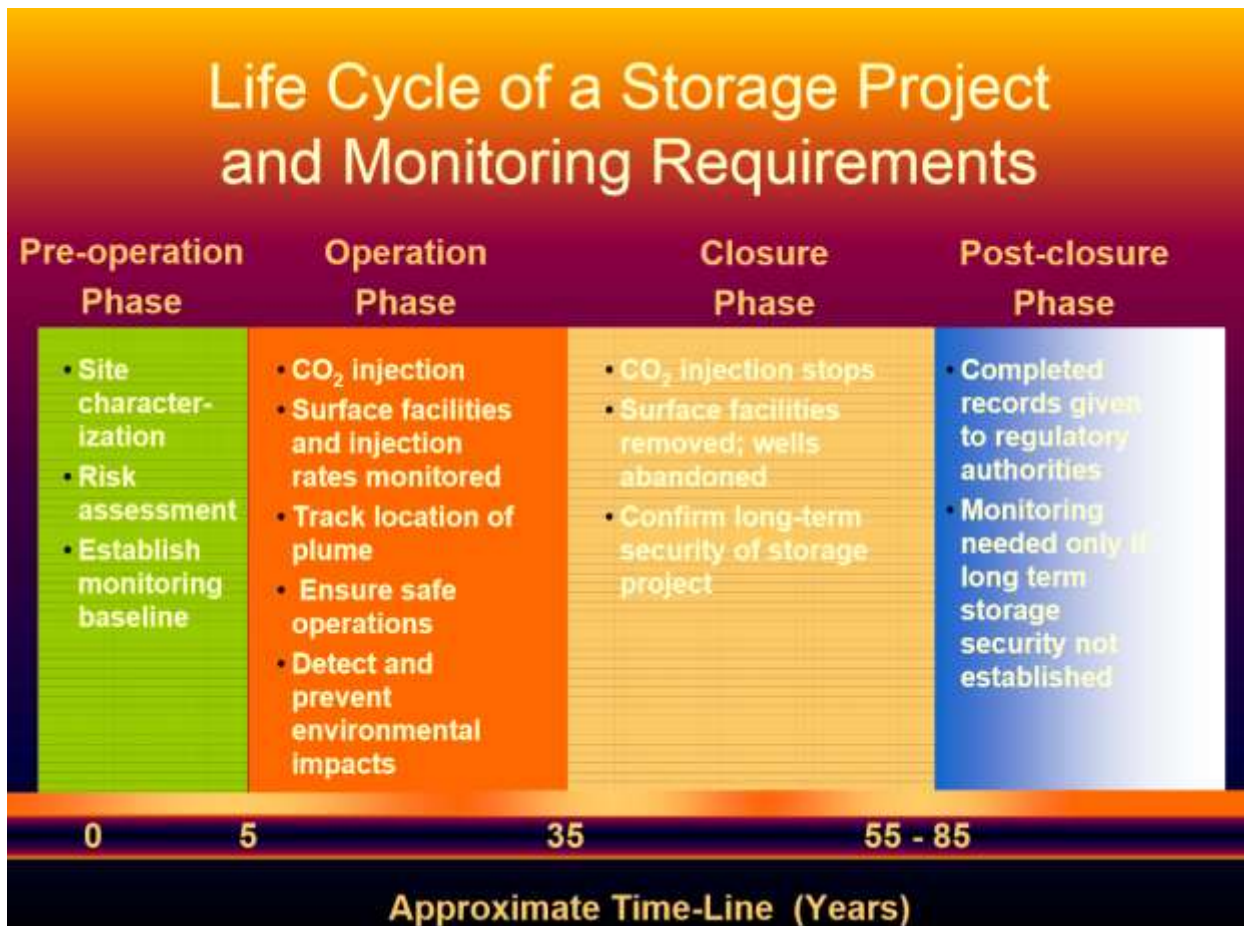 Life Cycle of a Storage Project
and Monitoring Requirements
Pre-operation
Phase
Operation
Phase
Closure
Phase
Post-closure
Phase
• Site
character-
ization
• Risk
assessment
• Establish
monitoring
baseline
• CO₂ injection
• Surface facilities
and injection
rates monitored
• Track location of
plume
• Ensure safe
operations
• Detect and
prevent
environmental
impacts
• CO₂ injection stops
• Surface facilities
removed; wells
abandoned
• Confirm long-term
security of storage
project
• Completed
records given
to regulatory
authorities
• Monitoring
needed only if
long term
storage
security not
established
0 5 35 55 - 85
Approximate Time-Line (Years)